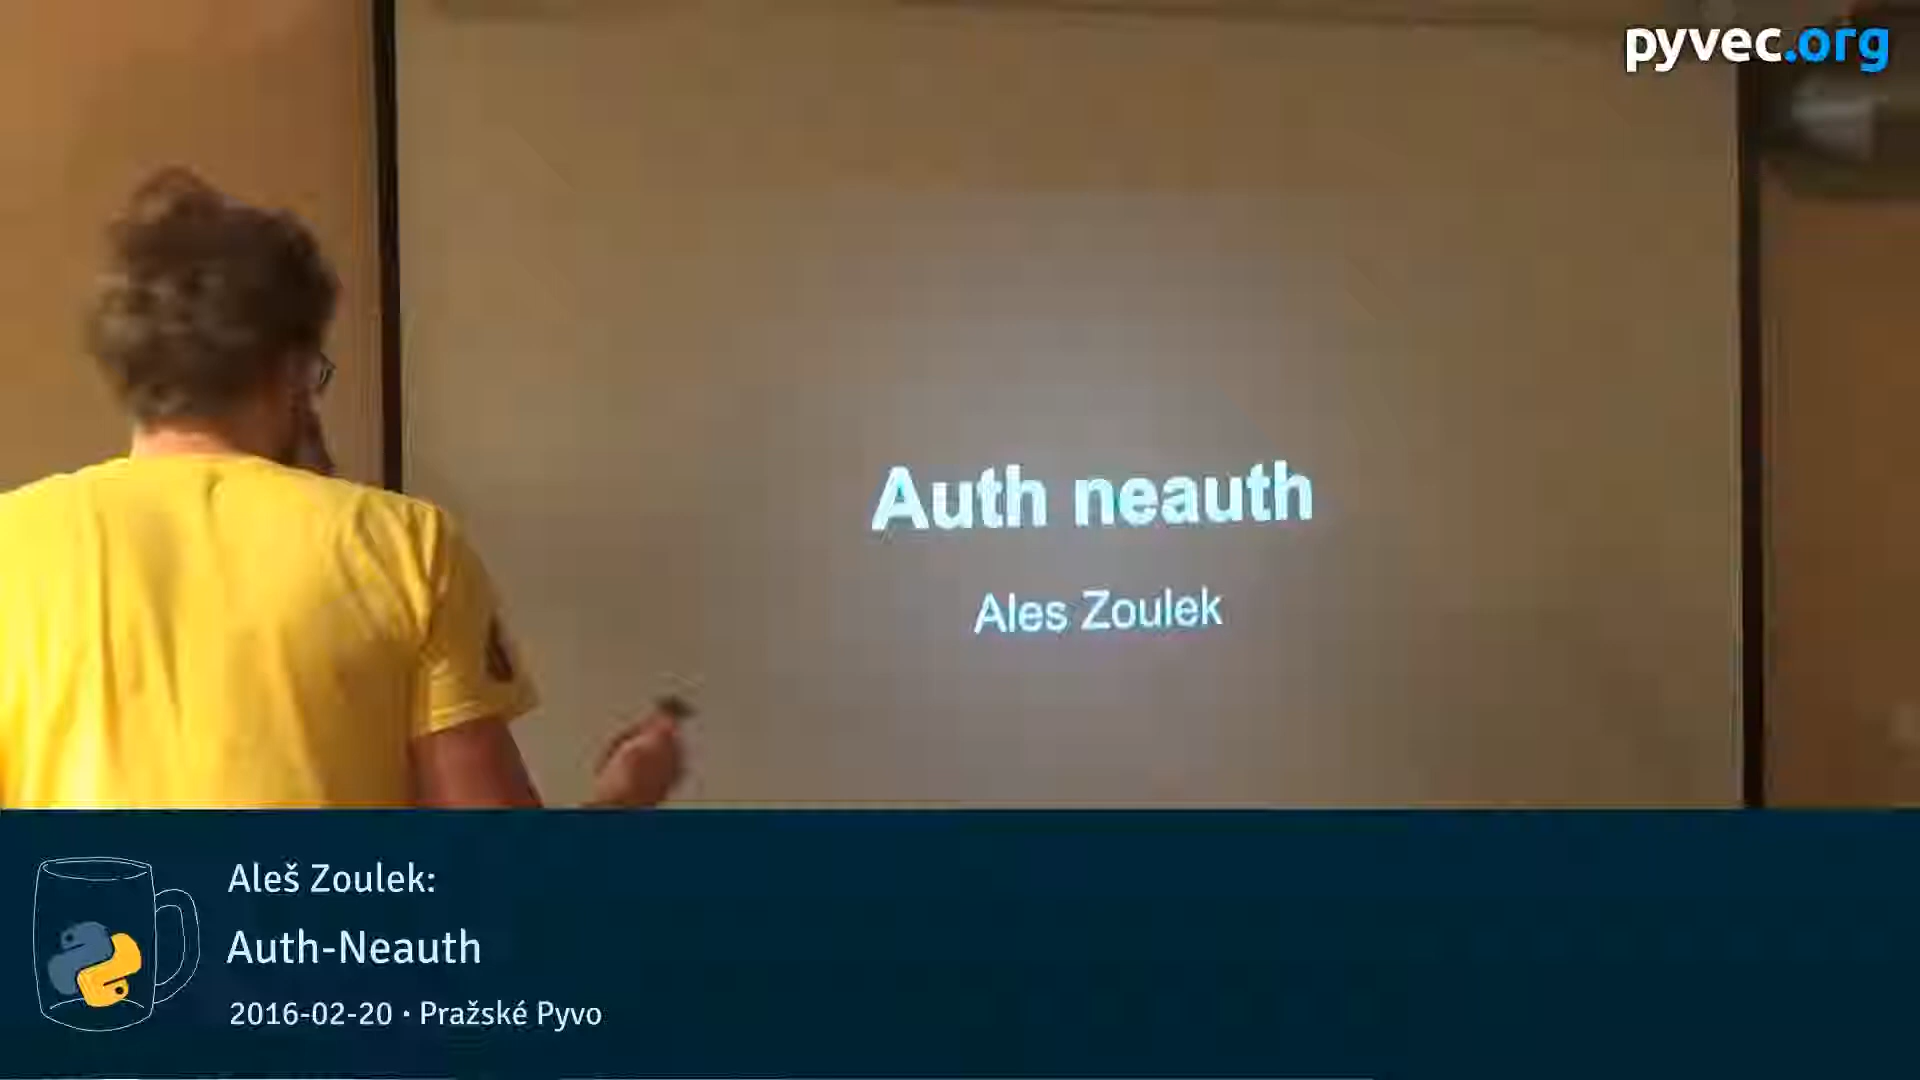 pyvec.org
Auth neauth
Ales Zoulek
Aleš Zoulek:
Auth-Neauth
2016-02-20 · Pražské Pyvo